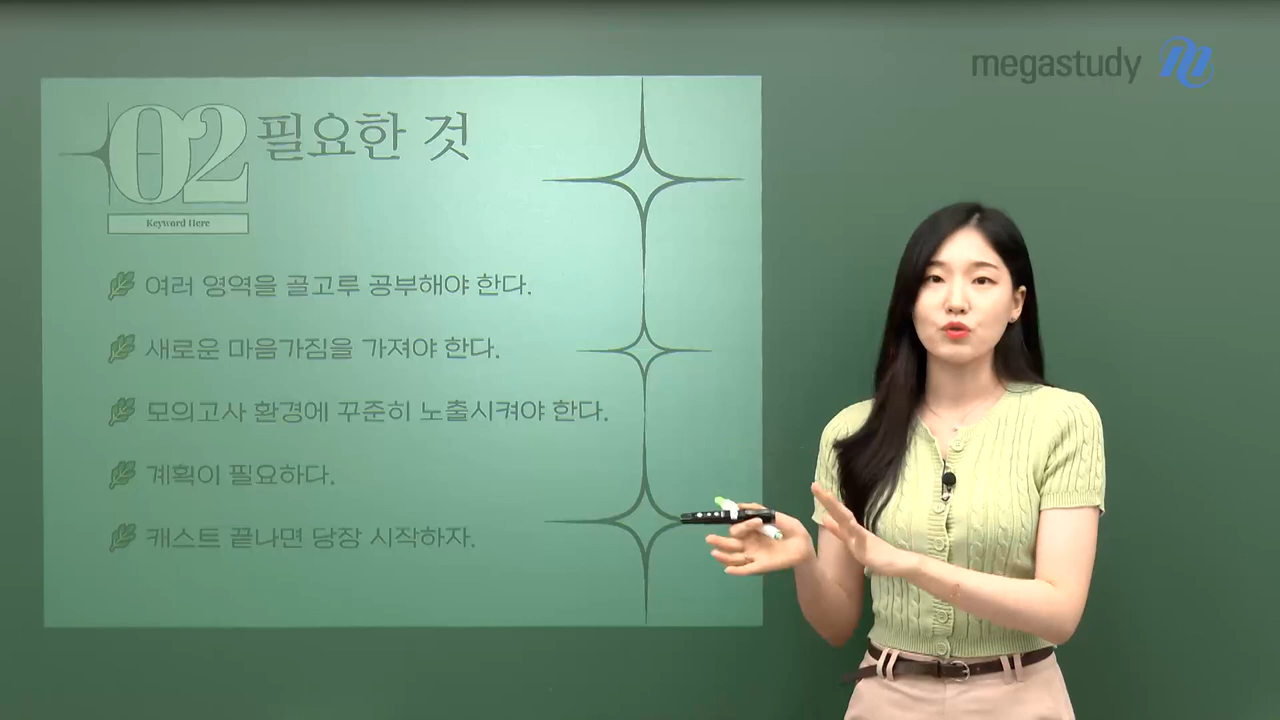 megastudy
02 필요한 것
Keyword Here
여러 영역을 골고루 공부해야 한다.
새로운 마음가짐을 가져야 한다.
모의고사 환경에 꾸준히 노출시켜야 한다.
계획이 필요하다.
캐스트 끝나면 당장 시작하자.